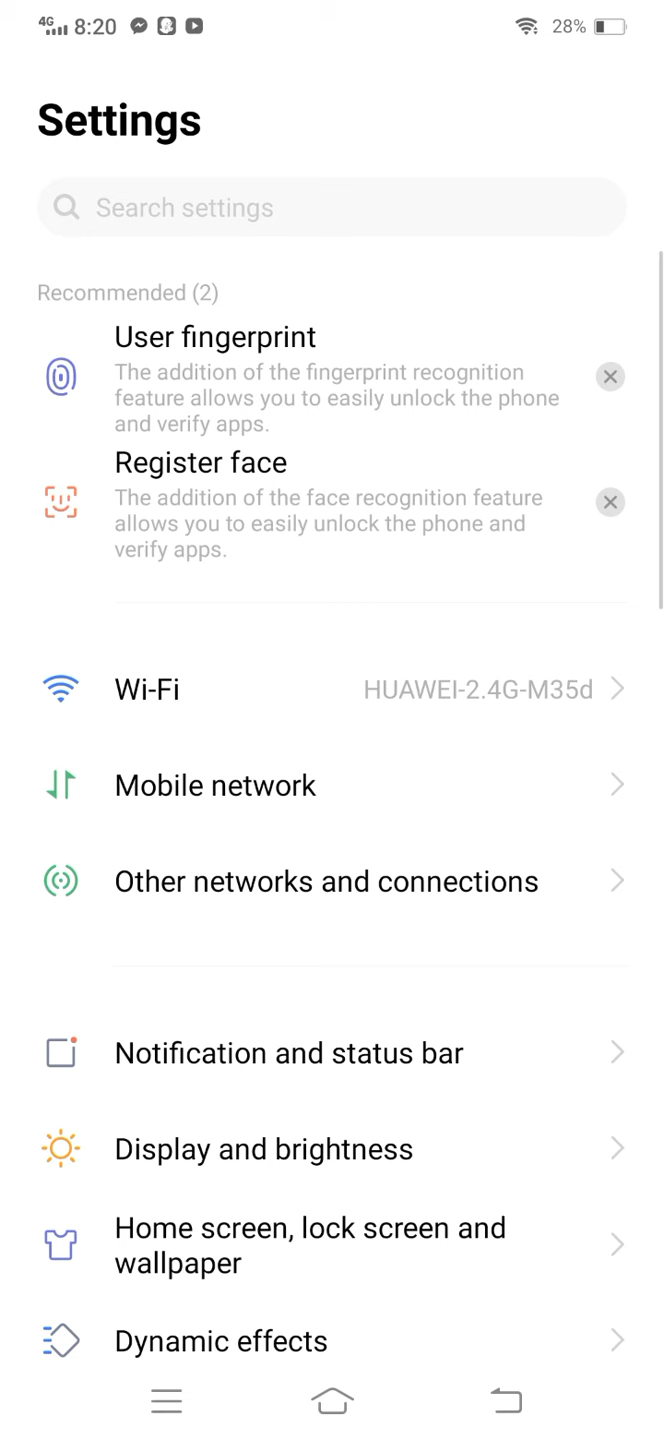 4G 8:20 28%
Settings
Search settings
Recommended (2)
User fingerprint
The addition of the fingerprint recognition
feature allows you to easily unlock the phone
and verify apps.
Register face
The addition of the face recognition feature
allows you to easily unlock the phone and
verify apps.
Wi-Fi HUAWEI-2.4G-M35d
Mobile network
Other networks and connections
Notification and status bar
Display and brightness
Home screen, lock screen and
wallpaper
Dynamic effects